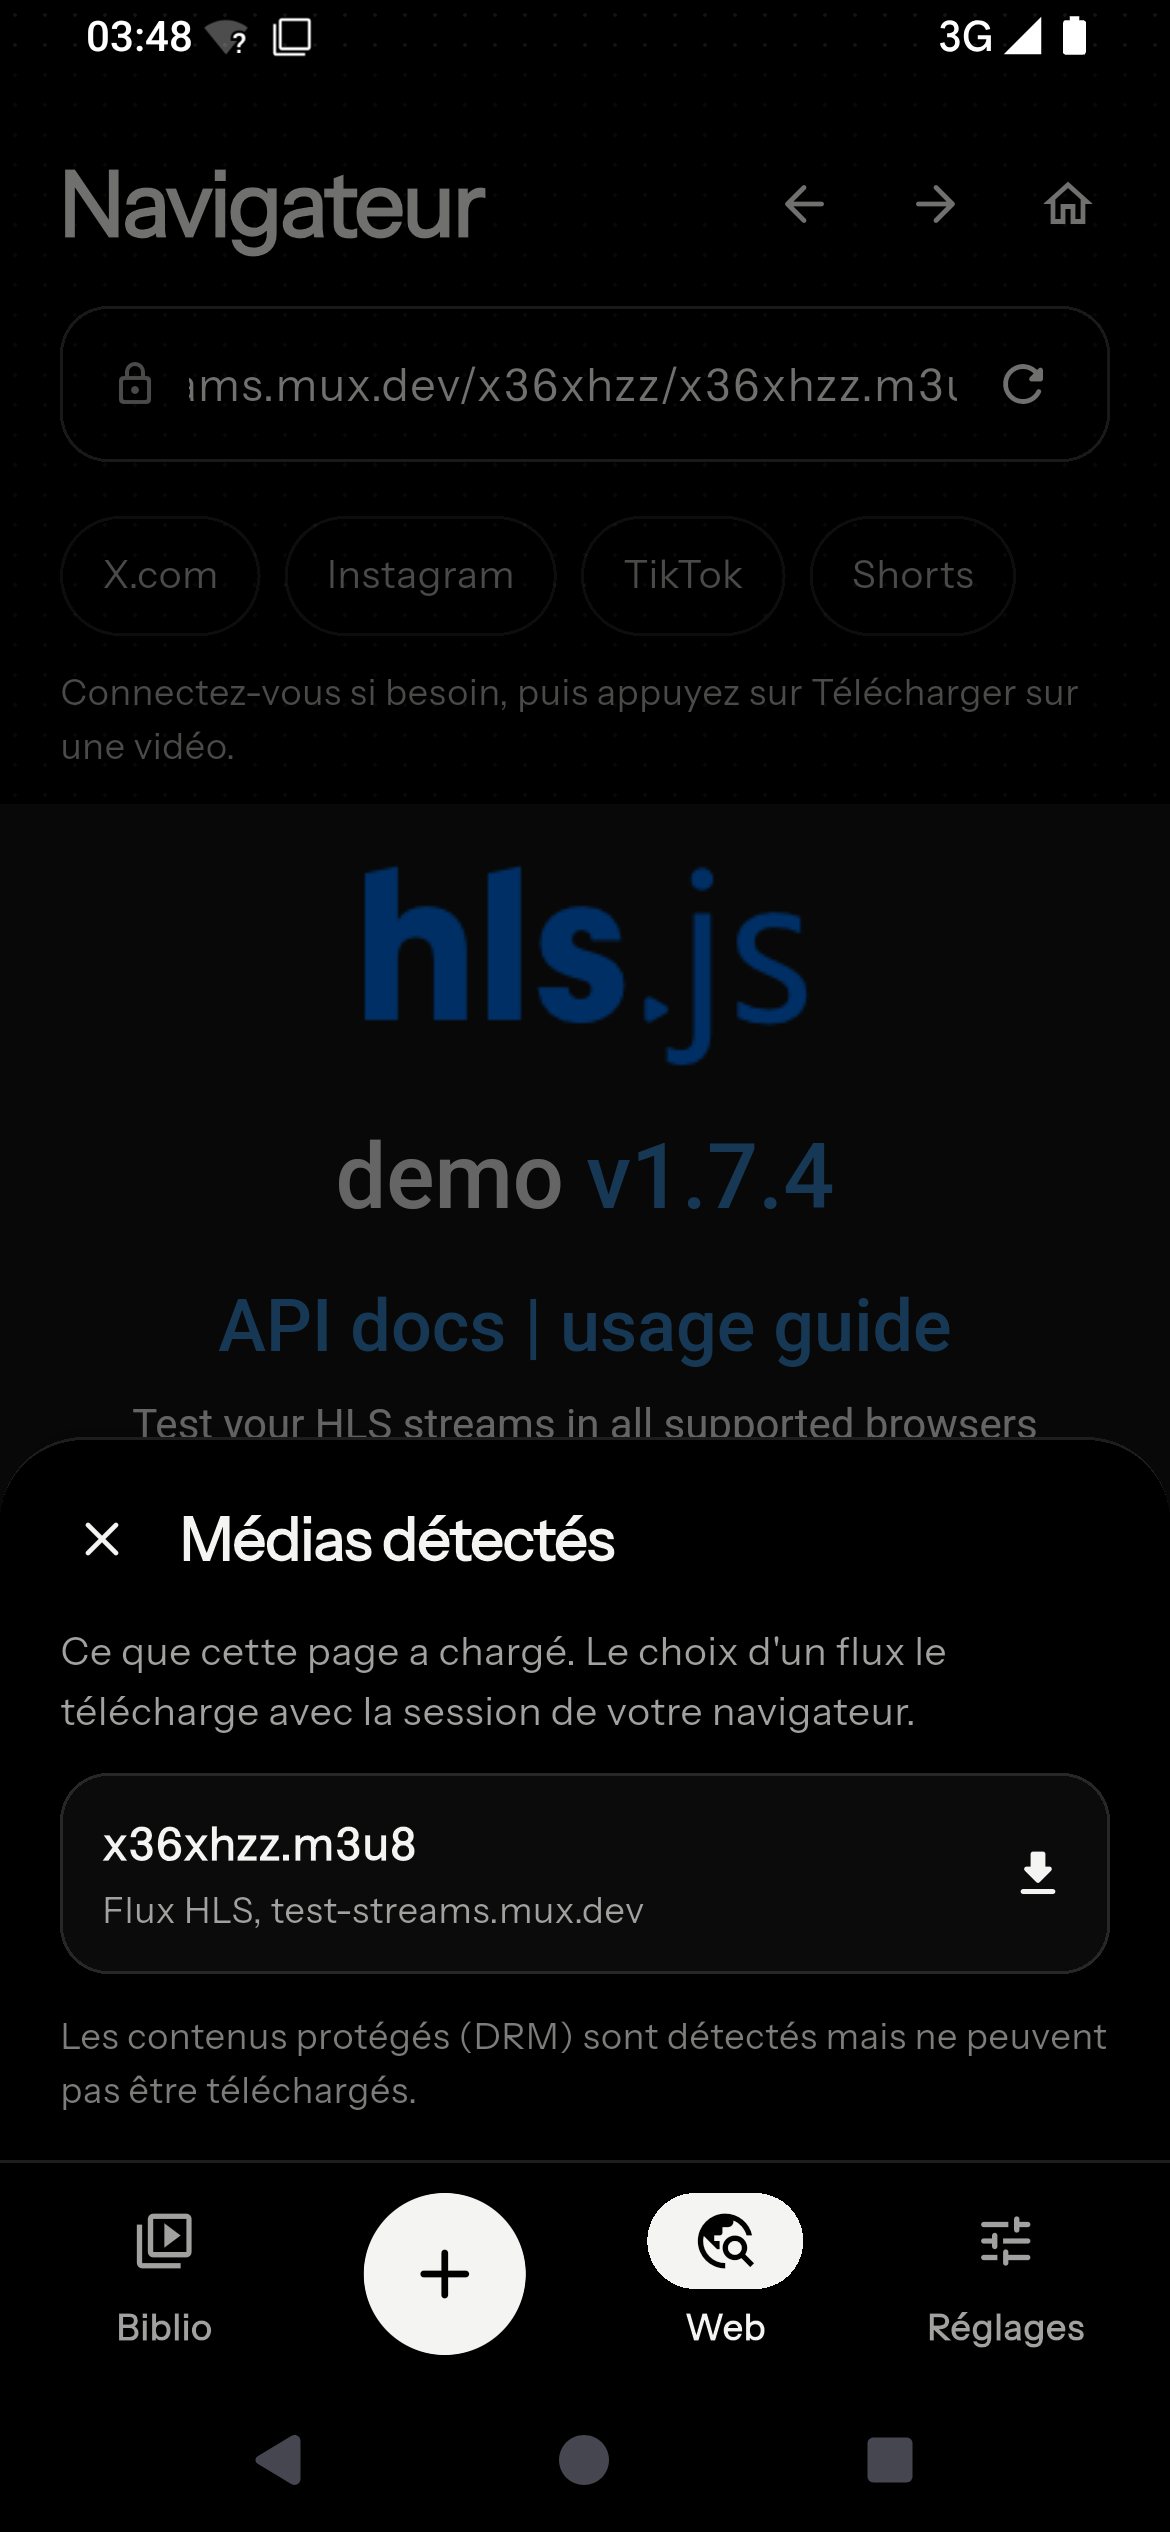 03:48
3G
Navigateur
ams.mux.dev/x36xhzz/x36xhzz.m3u
X.com
Instagram
TikTok
Shorts
Connectez-vous si besoin, puis appuyez sur Télécharger sur
une vidéo.
hls.js
demo v1.7.4
API docs | usage guide
Test your HLS streams in all supported browsers
Médias détectés
Ce que cette page a chargé. Le choix d'un flux le
télécharge avec la session de votre navigateur.
x36xhzz.m3u8
Flux HLS, test-streams.mux.dev
Les contenus protégés (DRM) sont détectés mais ne peuvent
pas être téléchargés.
Biblio
Web
Réglages